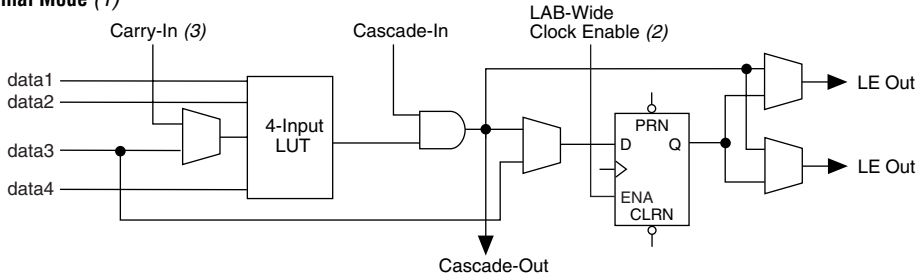 Mode (1)
Carry-In (3)
Cascade-In
LAB-Wide
Clock Enable (2)
data1
data2
data3
data4
4-Input
LUT
PRN
D
Q
ENA
CLRN
LE Out
LE Out
Cascade-Out